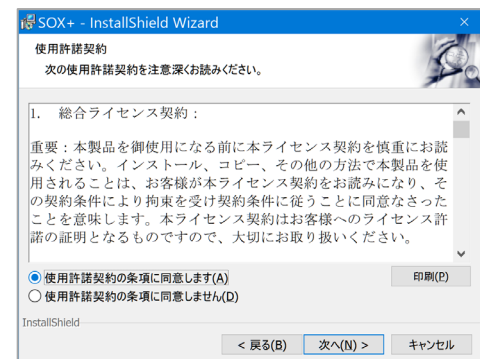 SOX+ - InstallShield Wizard
使用許諾契約
次の使用許諾契約を注意深くお読みください。
1. 総合ライセンス契約：
重要：本製品を御使用になる前に本ライセンス契約を慎重にお読
みください。インストール、コピー、その他の方法で本製品を使
用されることは、お客様が本ライセンス契約をお読みになり、そ
の契約条件により拘束を受け契約条件に従うことに同意なさった
ことを意味します。本ライセンス契約はお客様へのライセンス許
諾の証明となるものですので、大切にお取り扱いください。
使用許諾契約の条項に同意します(A)
印刷(P)
使用許諾契約の条項に同意しません(D)
InstallShield
< 戻る(B)
次へ(N) >
キャンセル